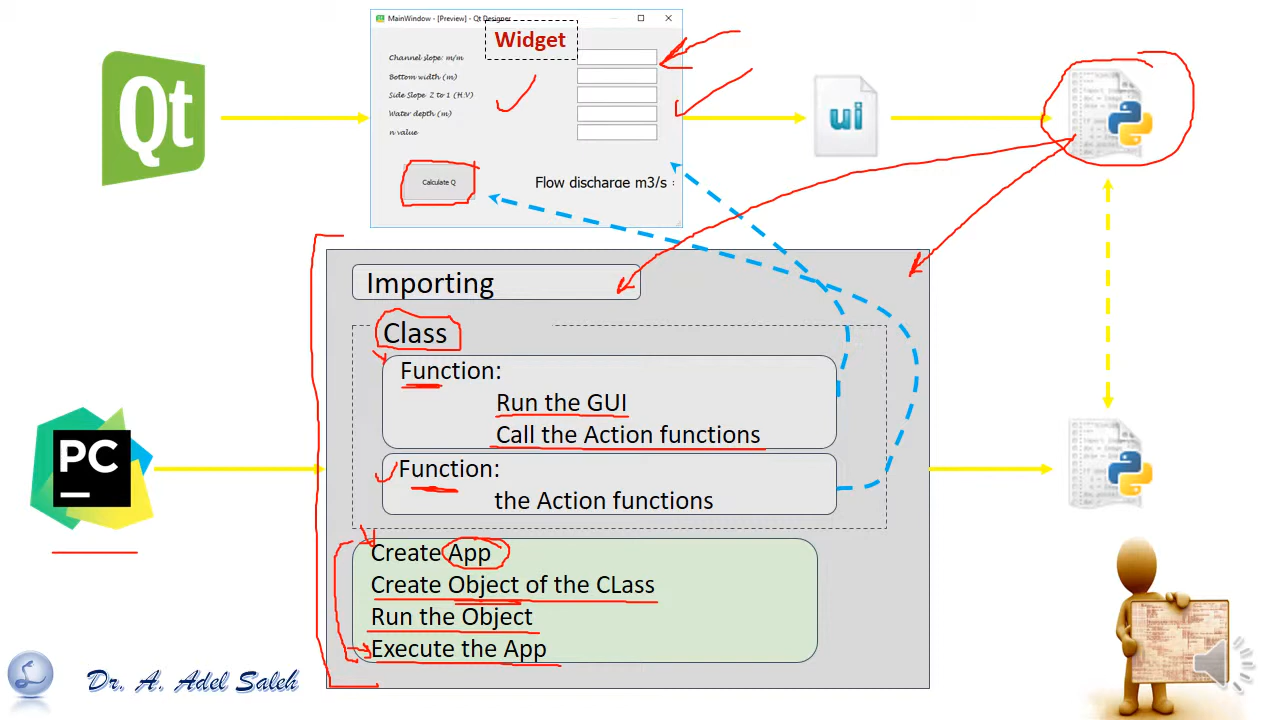 MainWindow - [Preview] - Qt Designer
Widget
Channel slope: m/m
Bottom width (m)
Side Slope Z to 1 (H:V)
Water depth (m)
n value
Calculate Q
Flow discharge m3/s :
Qt
ui
Importing
Class
Function:
Run the GUI
Call the Action functions
Function:
the Action functions
PC
Create App
Create Object of the CLass
Run the Object
Execute the App
Dr. A. Adel Saleh